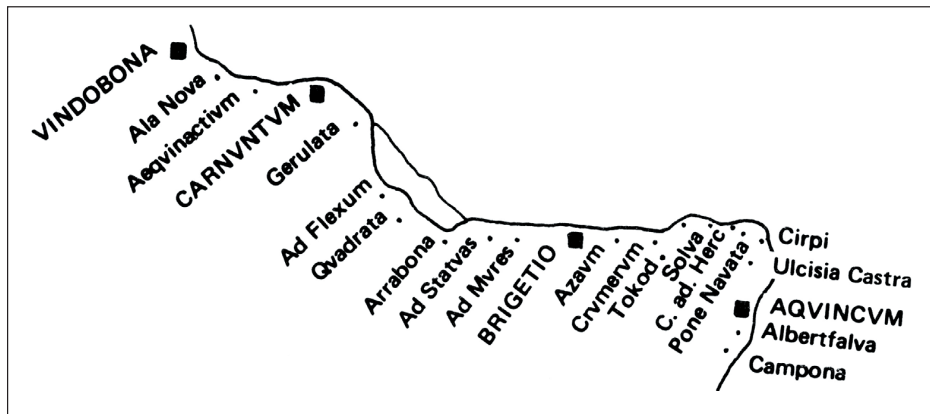 VINDOBONA
Ala Nova
Aeqvinactivm
CARNVNTVM
Gerulata
Ad Flexum
Qvadrata
Arrabona
Ad Statvas
Ad Mvres
BRIGETIO
Azavm
Crvmervm
Tokod
Solva
C. ad. Herc
Pone Navata
Cirpi
Ulcisia Castra
AQVINCVM
Albertfalva
Campona